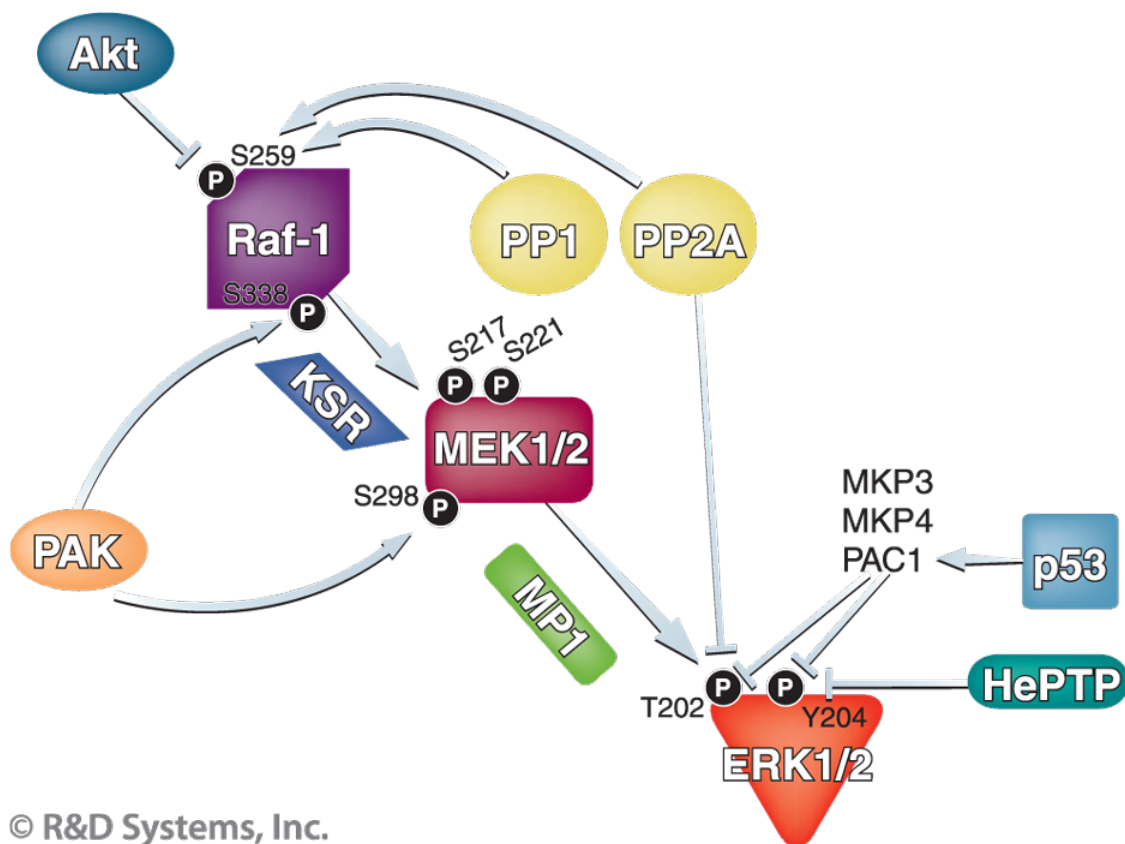 Akt
P
S259
Raf-1
S338
P
PP1
PP2A
KSR
S217
S221
P
P
MEK1/2
S298
P
PAK
MP1
MKP3
MKP4
PAC1
p53
HePTP
T202
P
P
Y204
ERK1/2
© R&D Systems, Inc.